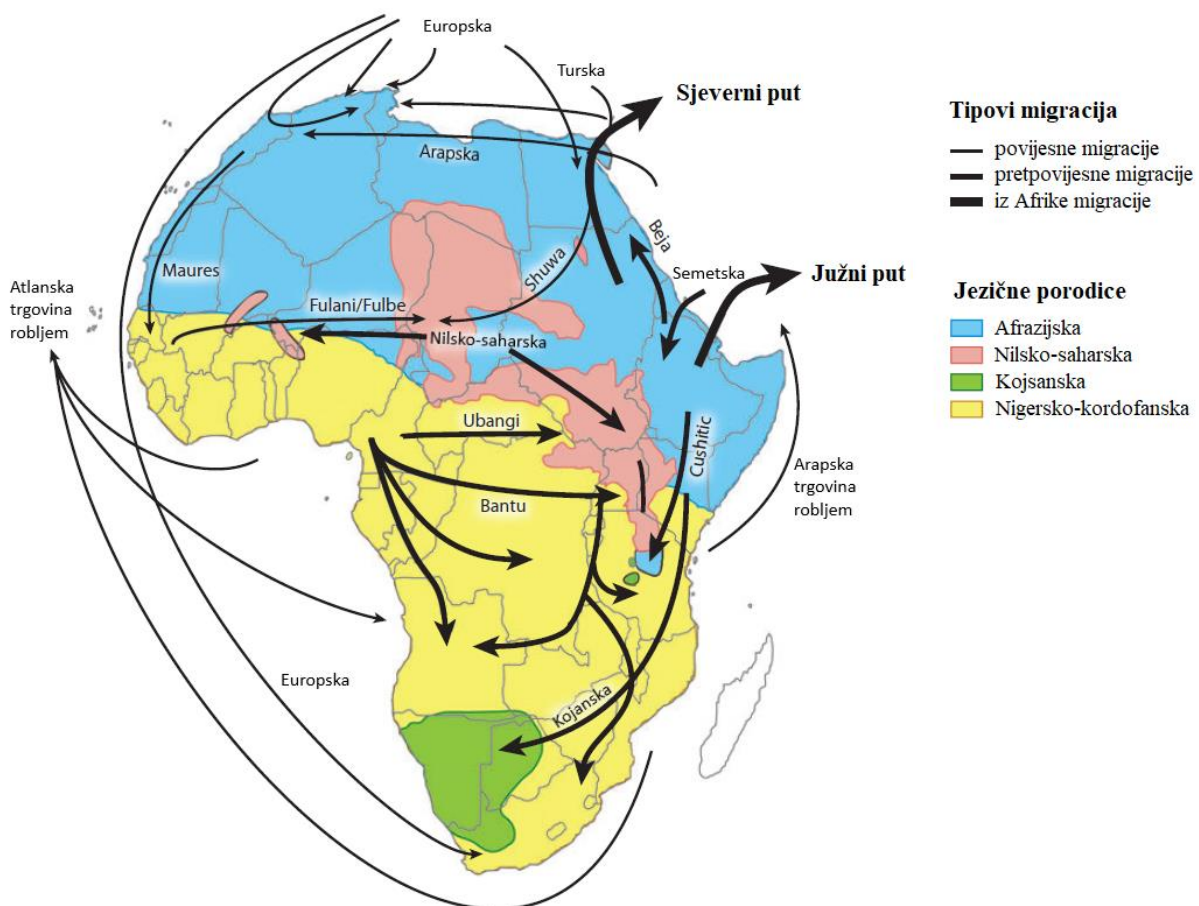 Europska
Turska
Sjeverni put
Arapska
Beja
Semetska
Južni put
Maures
Shuwa
Fulani/Fulbe
Nilsko-saharska
Atlanska
trgovina
robljem
Ubangi
Cushitic
Bantu
Arapska
trgovina
robljem
Europska
Kojanska
Tipovi migracija
povijesne migracije
pretpovijesne migracije
iz Afrike migracije
Jezične porodice
Afrazijska
Nilsko-saharska
Kojsanska
Nigersko-kordofanska